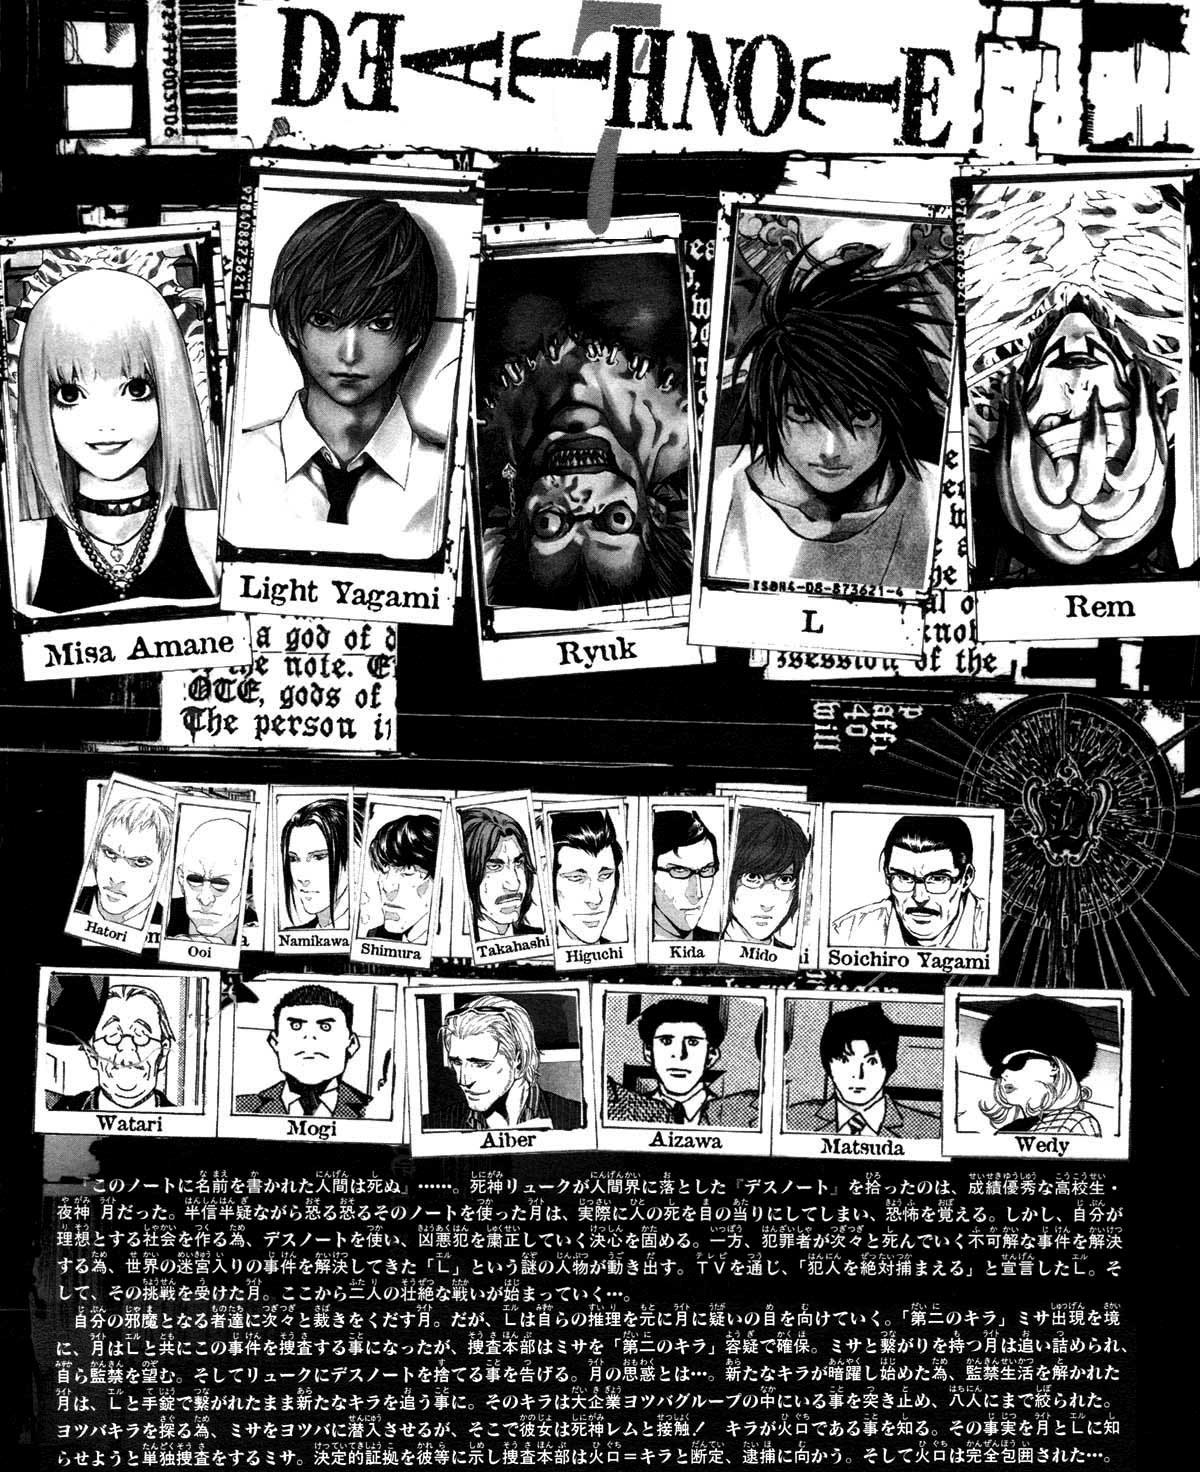 DEATH NOTE
7
Misa Amane
Light Yagami
Ryuk
L
Rem
a god of d
the note. E
OTE, gods of
The person i
session of the
Hatori
Ooi
Namikawa
Shimura
Takahashi
Higuchi
Kida
Mido
Soichiro Yagami
Watari
Mogi
Aiber
Aizawa
Matsuda
Wedy
「このノートに名前を書かれた人間は死ぬ」……。死神リュークが人間界に落とした『デスノート』を拾ったのは、成績優秀な高校生・
夜神 月だった。半信半疑ながら恐る恐るそのノートを使った月は、実際に人の死を目の当りにしてしまい、恐怖を覚える。しかし、自分が
理想とする社会を作る為、デスノートを使い、凶悪犯を粛正していく決心を固める。一方、犯罪者が次々と死んでいく不可解な事件を解決
する為、世界の迷宮入りの事件を解決してきた「L」という謎の人物が動き出す。TVを通じ、「犯人を絶対捕まえる」と宣言したL。そ
して、その挑戦を受けた月。ここから二人の壮絶な戦いが始まっていく…。
自分の邪魔となる者達に次々と裁きをくだす月。だが、Lは自らの推理を元に月に疑いの目を向けていく。「第二のキラ」ミサ出現を境
に、月はLと共にこの事件を捜査する事になったが、捜査本部はミサを「第二のキラ」容疑で確保。ミサと繋がりを持つ月は追い詰められ、
自ら監禁を望む。そしてリュークにデスノートを捨てる事を告げる。月の思惑とは…。新たなキラが暗躍し始めた為、監禁生活を解かれた
月は、Lと手錠で繋がれたまま新たなキラを追う事に。そのキラは大企業ヨツバグループの中にいる事を突き止め、八人にまで絞られた。
ヨツバキラを探る為、ミサをヨツバに潜入させるが、そこで彼女は死神レムと接触！ キラが火口である事を知る。その事実を月とLに知
らせようと単独捜査をするミサ。決定的証拠を彼等に示し捜査本部は火口＝キラと断定、逮捕に向かう。そして火口は完全包囲された…。